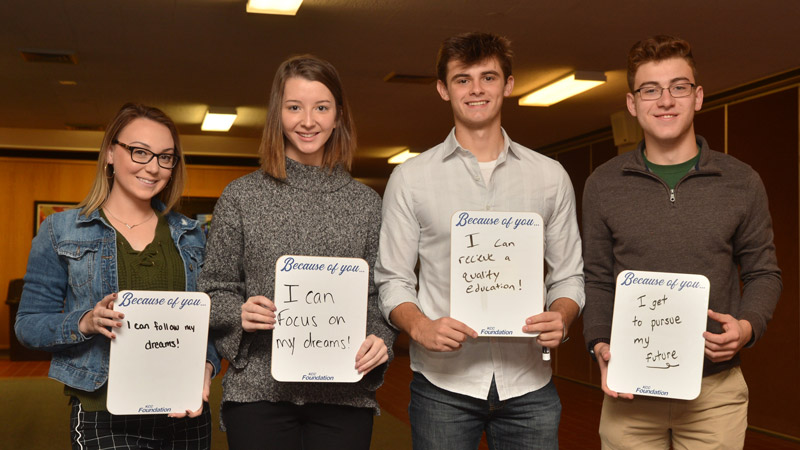 Because of you...
I can follow my
dreams!
ACC
Foundation
Because of you...
I can
Focus on
my dreams!
ACC
Foundation
Because of you...
I can
recieve a
quality
education!
ACC
Foundation
Because of you...
I get
to pursue
my
future
ACC
Foundation